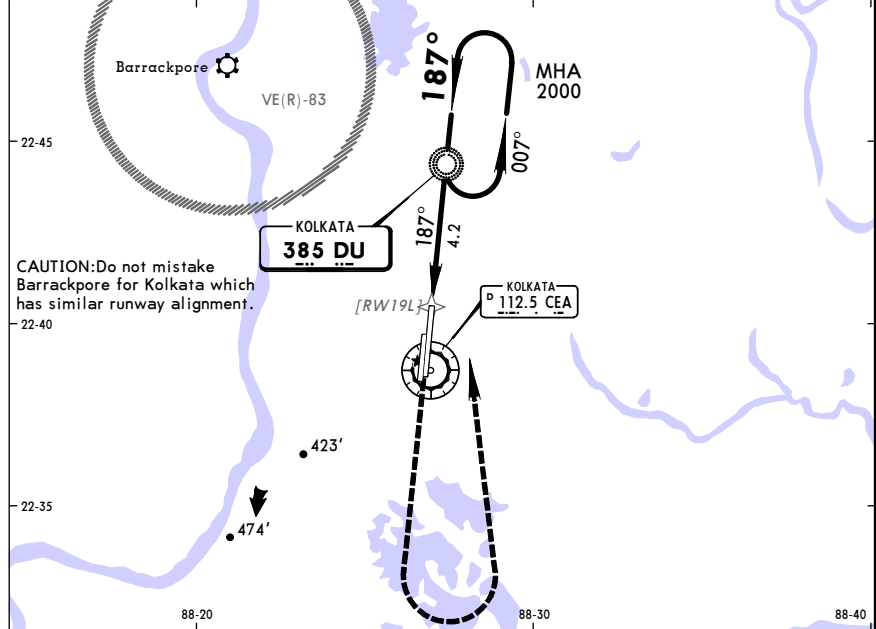 Barrackpore
VE(R)-83
187°
MHA
2000
22-45
007°
KOLKATA
385 DU
187°
4.2
CAUTION:Do not mistake
Barrackpore for Kolkata which
has similar runway alignment.
[RW19L]
KOLKATA
D 112.5 CEA
22-40
423'
22-35
474'
88-20
88-30
88-40